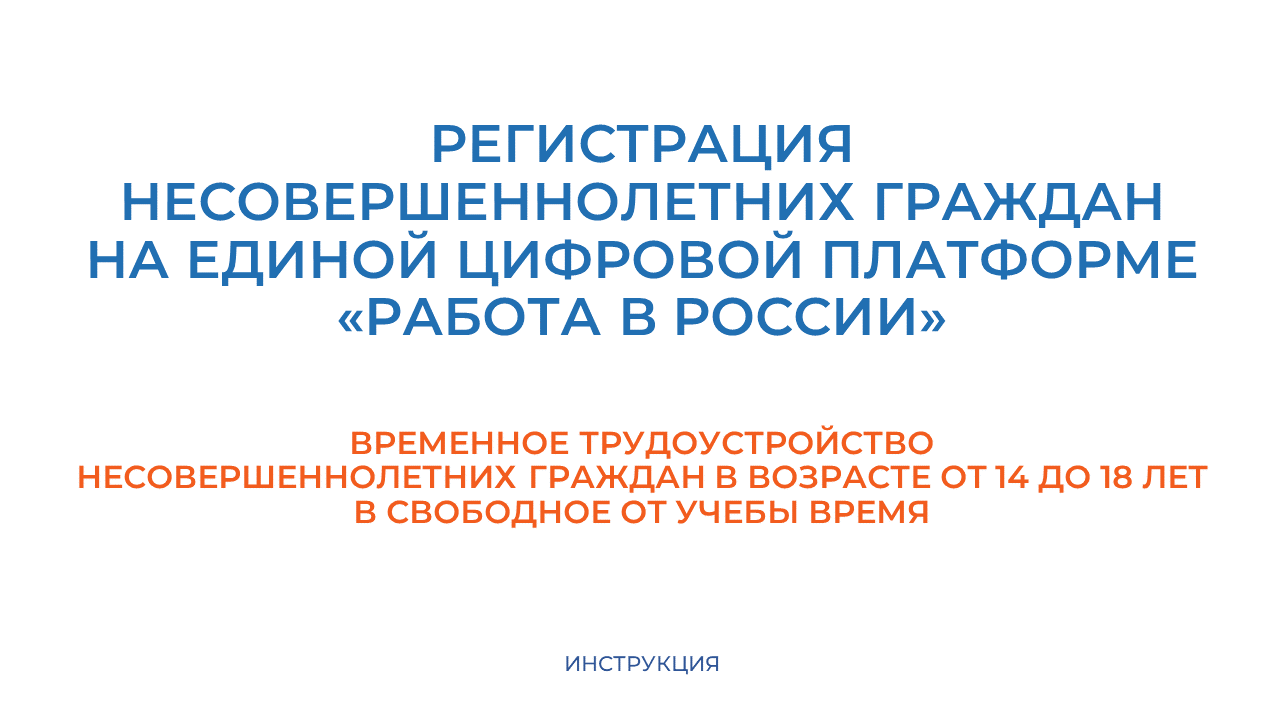 РЕГИСТРАЦИЯ
НЕСОВЕРШЕННОЛЕТНИХ ГРАЖДАН
НА ЕДИНОЙ ЦИФРОВОЙ ПЛАТФОРМЕ
«РАБОТА В РОССИИ»
ВРЕМЕННОЕ ТРУДОУСТРОЙСТВО
НЕСОВЕРШЕННОЛЕТНИХ ГРАЖДАН В ВОЗРАСТЕ ОТ 14 ДО 18 ЛЕТ
В СВОБОДНОЕ ОТ УЧЕБЫ ВРЕМЯ
ИНСТРУКЦИЯ